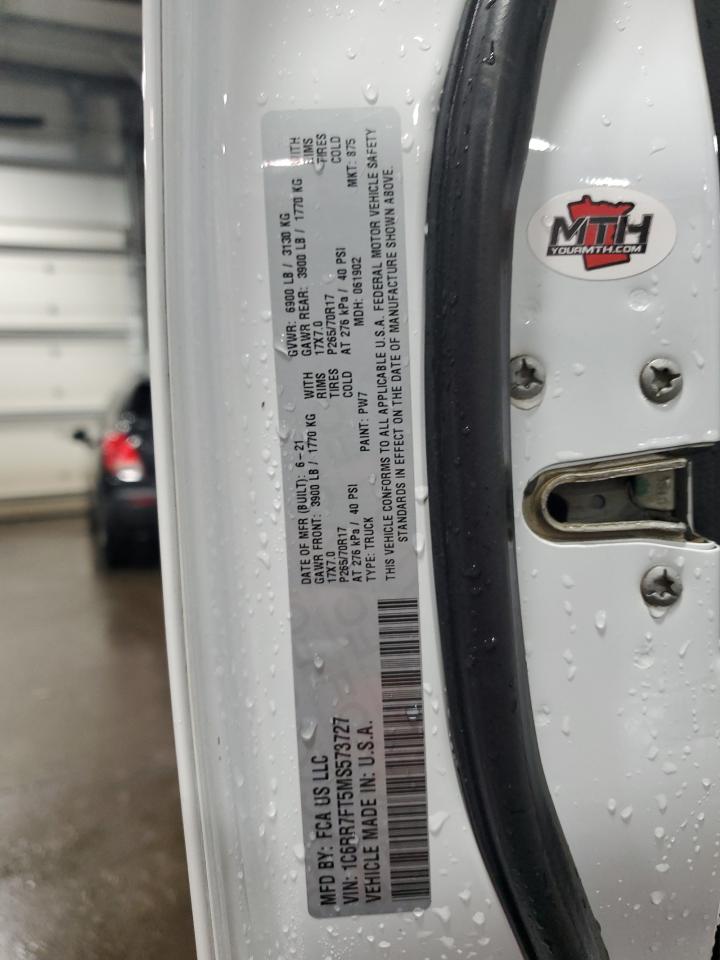 MFD BY: FCA US LLC
VIN: 1C6RR7FT5MS573727
VEHICLE MADE IN: U.S.A.
DATE OF MFR (BUILT): 6-21 GVWR: 6900 LB / 3130 KG
GAWR FRONT: 3900 LB / 1770 KG WITH GAWR REAR: 3900 LB / 1770 KG WITH
17X7.0 RIMS 17X7.0 RIMS
P265/70R17 TIRES P265/70R17 TIRES
AT 276 kPa / 40 PSI COLD AT 276 kPa / 40 PSI COLD
TYPE: TRUCK PAINT: PW7 MDH: 061902 MKT: 875
THIS VEHICLE CONFORMS TO ALL APPLICABLE U.S.A. FEDERAL MOTOR VEHICLE SAFETY
STANDARDS IN EFFECT ON THE DATE OF MANUFACTURE SHOWN ABOVE.
MTH
YOURMTH.COM